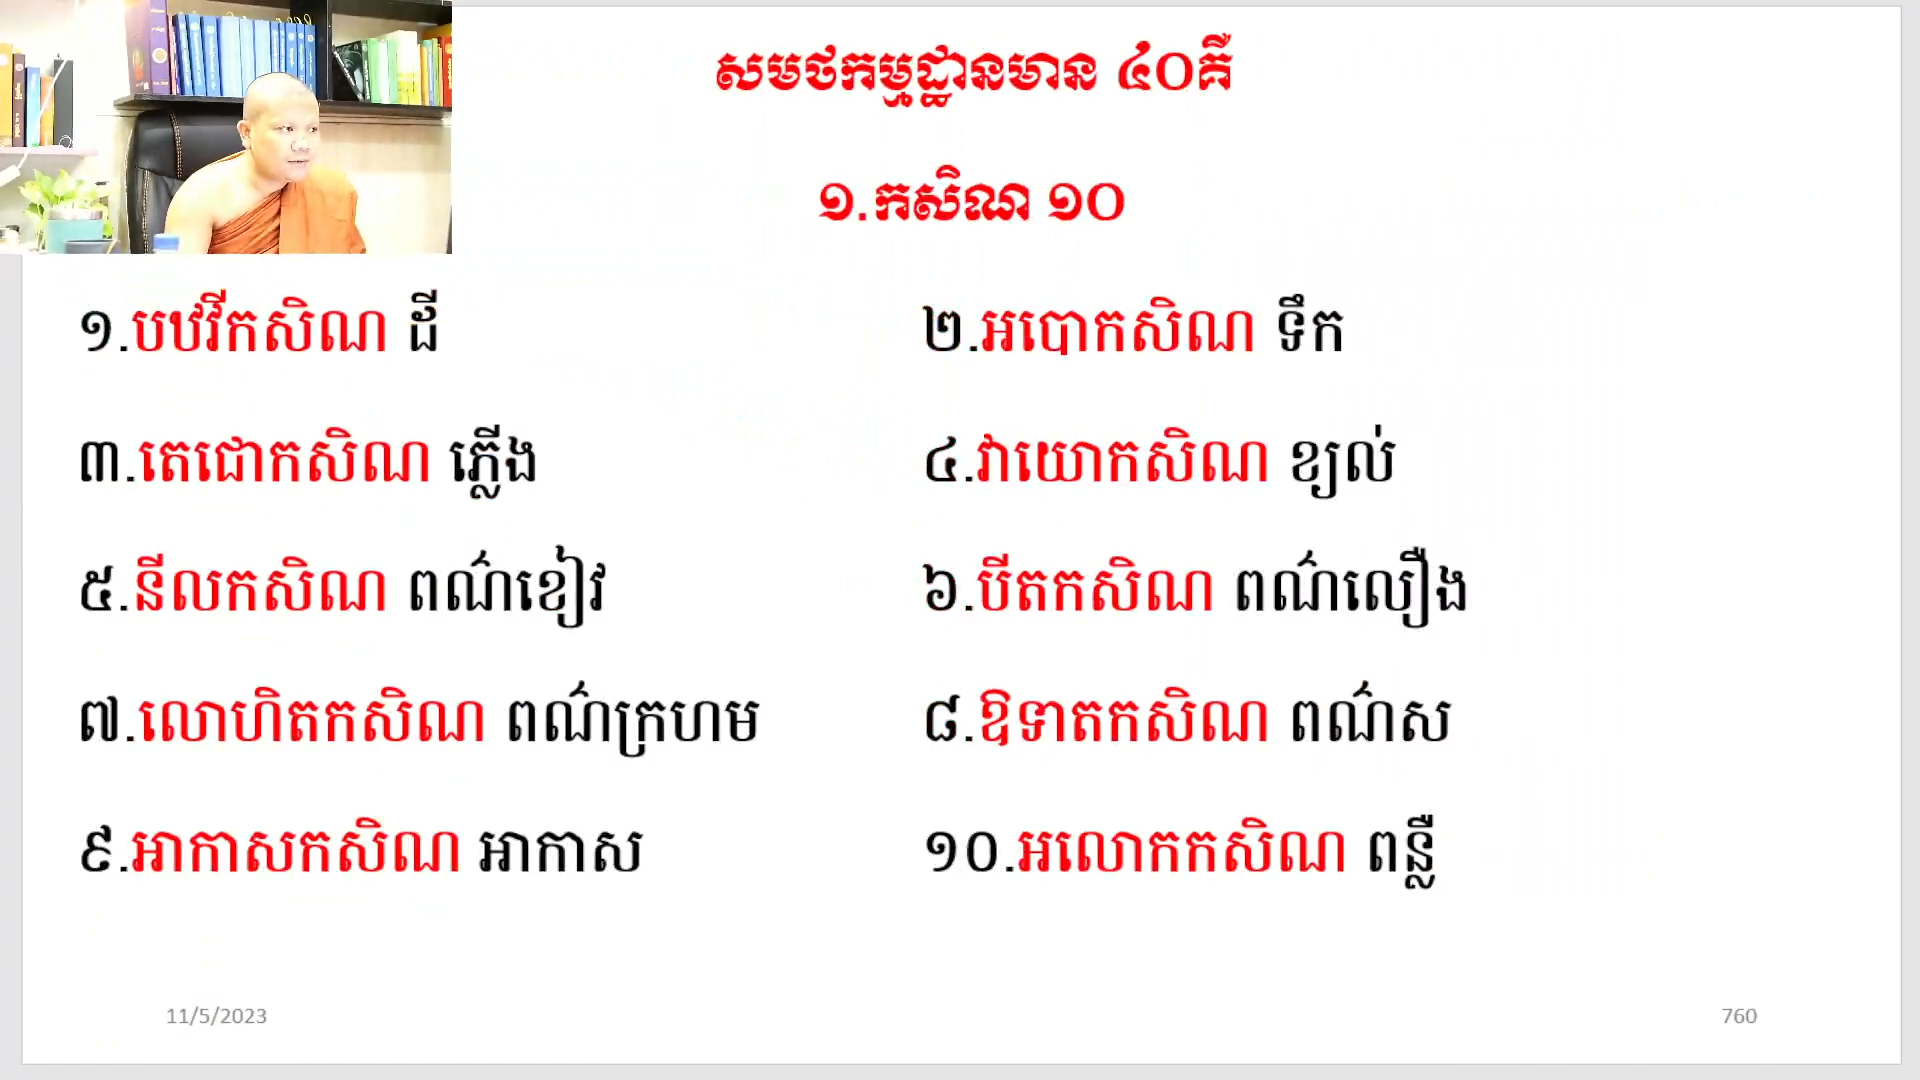 សមថកម្មដ្ឋានមាន ៤០គឺ
១.កសិណ ១០
១.បឋវីកសិណ ដី
២.អបោកសិណ ទឹក
៣.តេជោកសិណ ភ្លើង
៤.វាយោកសិណ ខ្យល់
៥.នីលកសិណ ពណ៌ខៀវ
៦.បីតកសិណ ពណ៌លឿង
៧.លោហិតកសិណ ពណ៌ក្រហម
៨.ឱទាតកសិណ ពណ៌ស
៩.អាកាសកសិណ អាកាស
១០.អលោកកសិណ ពន្លឺ
11/5/2023
760